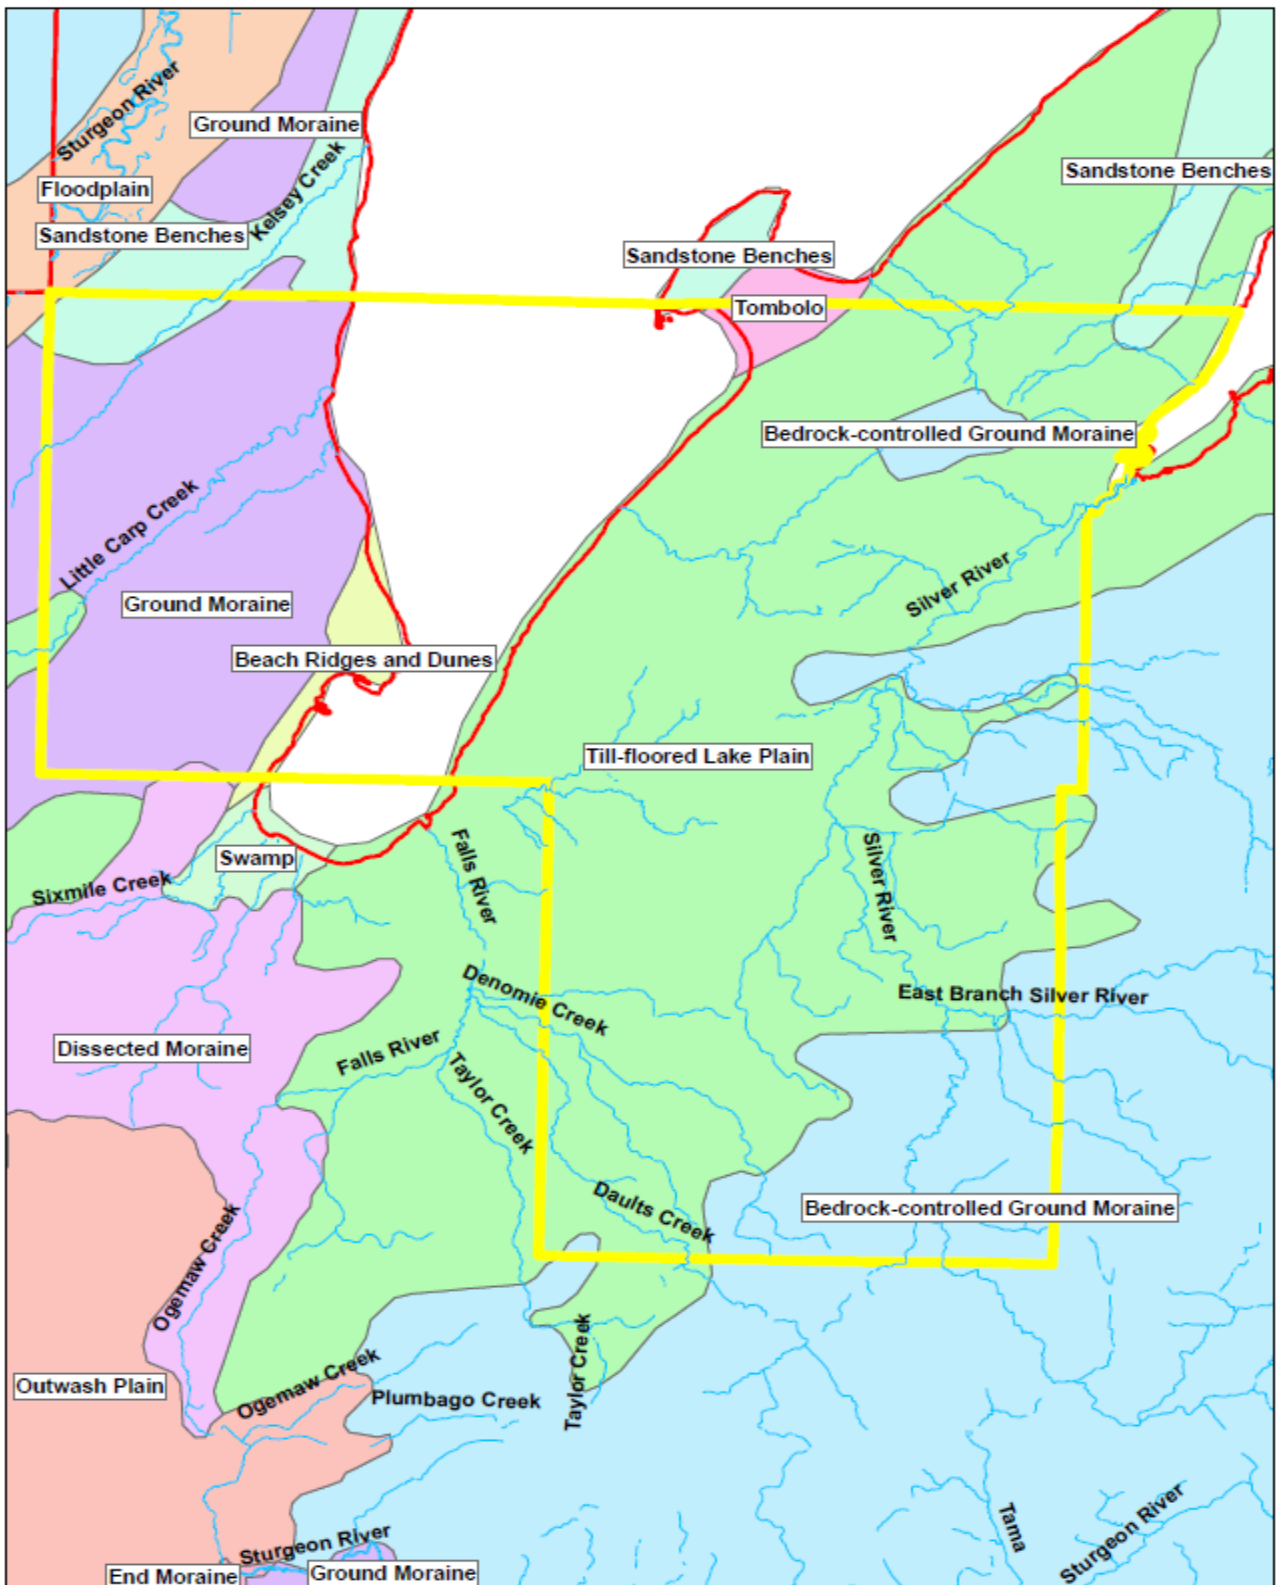 Sturgeon River
Ground Moraine
Kelsey Creek
Sandstone Benches
Floodplain
Sandstone Benches
Sandstone Benches
Tombolo
Bedrock-controlled Ground Moraine
Little Carp Creek
Silver River
Ground Moraine
Beach Ridges and Dunes
Till-floored Lake Plain
Falls River
Swamp
Silver River
Sixmile Creek
Denomie Creek
East Branch Silver River
Dissected Moraine
Falls River
Taylor Creek
Daults Creek
Bedrock-controlled Ground Moraine
Ogemaw Creek
Taylor Creek
Outwash Plain
Ogemaw Creek
Plumbago Creek
Tama
Sturgeon River
Sturgeon River
End Moraine
Ground Moraine